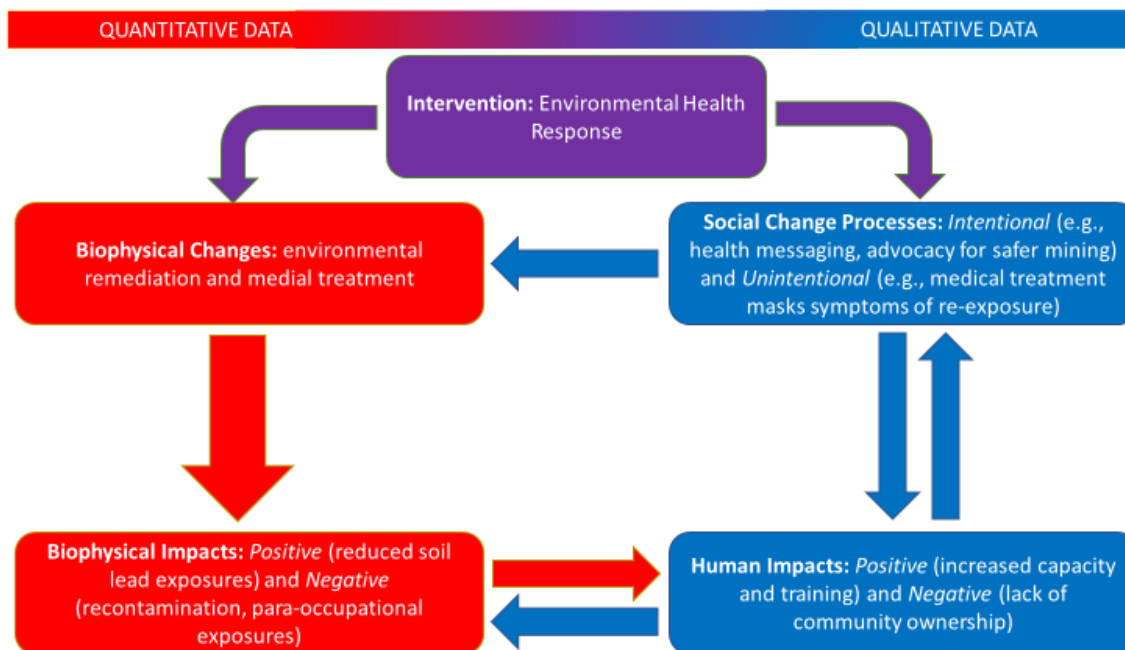 QUANTITATIVE DATA
QUALITATIVE DATA
Intervention: Environmental Health
Response
Biophysical Changes: environmental
remediation and medial treatment
Social Change Processes: Intentional (e.g.,
health messaging, advocacy for safer mining)
and Unintentional (e.g., medical treatment
masks symptoms of re-exposure)
Biophysical Impacts: Positive (reduced soil
lead exposures) and Negative
(recontamination, para-occupational
exposures)
Human Impacts: Positive (increased capacity
and training) and Negative (lack of
community ownership)